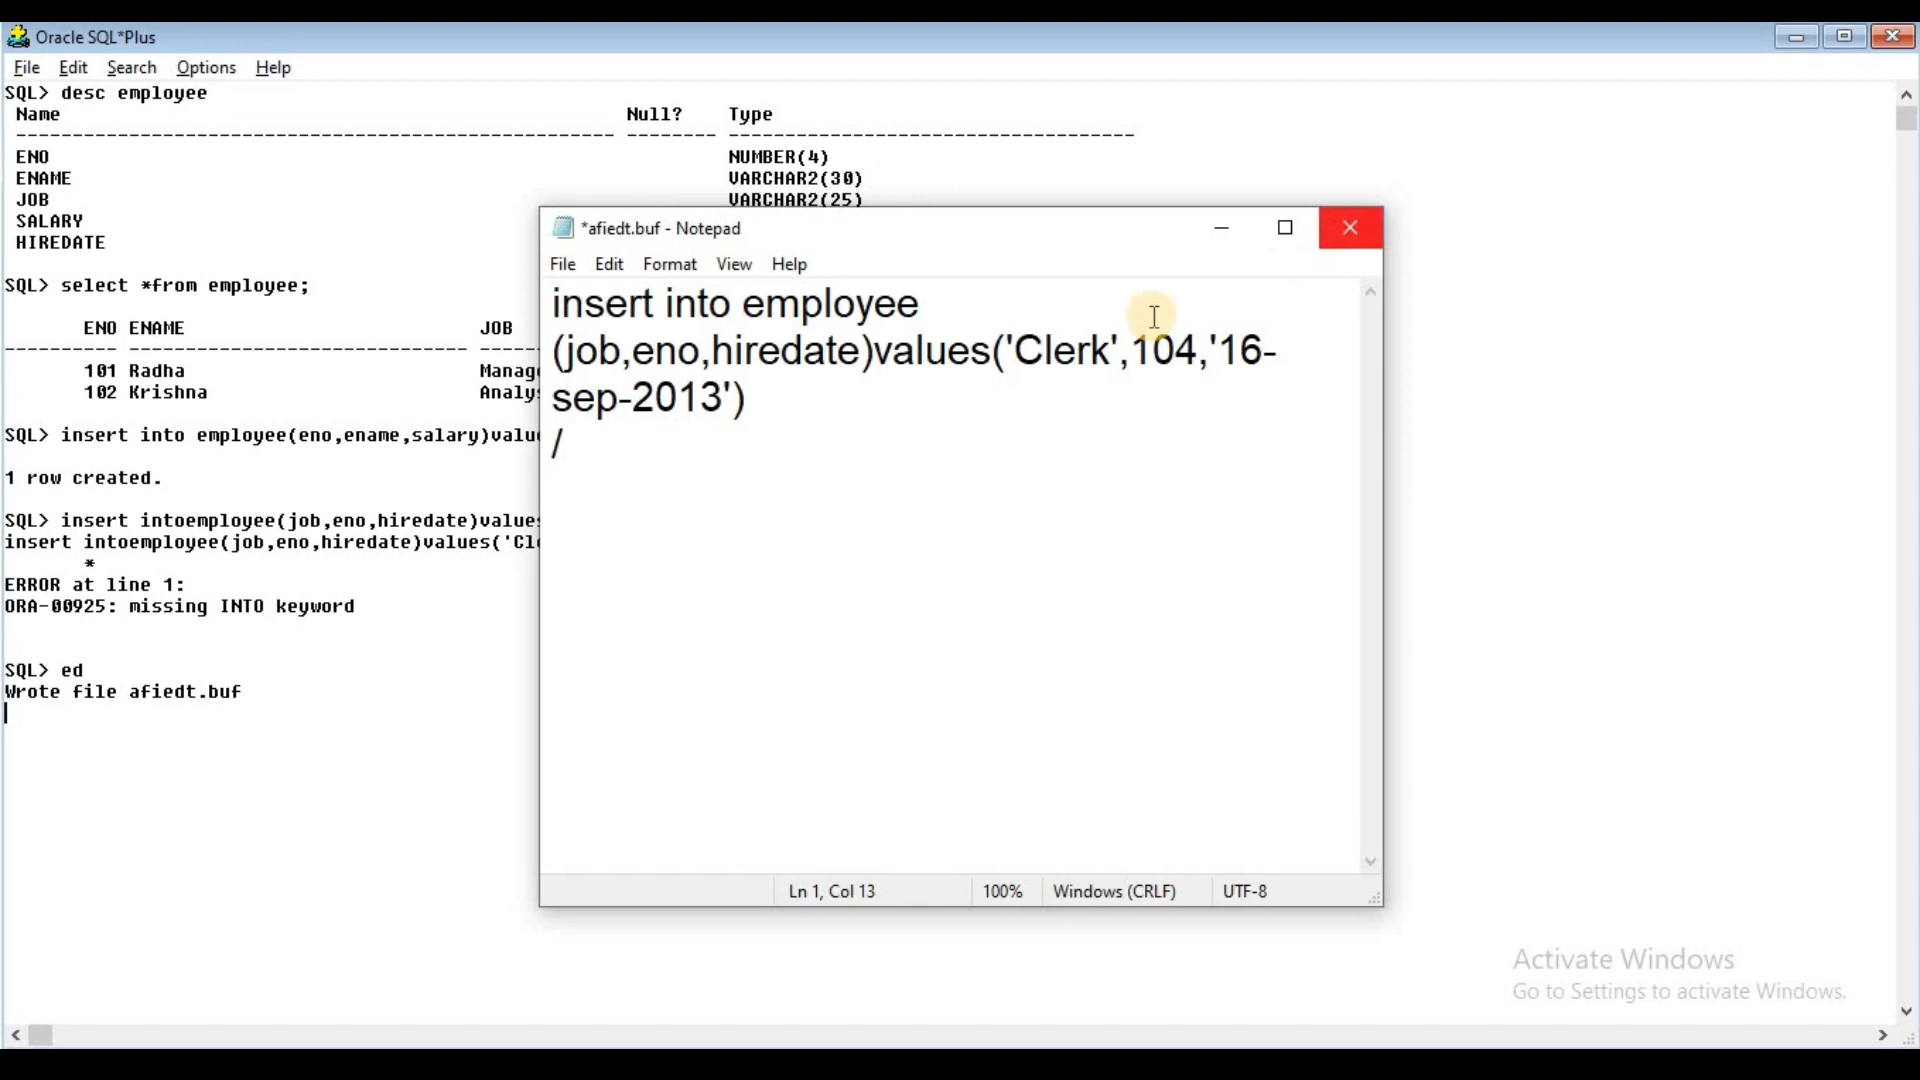 Oracle SQL*Plus
File Edit Search Options Help
SQL> desc employee
Name Null? Type
ENO NUMBER(4)
ENAME VARCHAR2(30)
JOB VARCHAR2(25)
SALARY
HIREDATE
SQL> select *from employee;
ENO ENAME JOB
101 Radha Manag
102 Krishna Analy
SQL> insert into employee(eno,ename,salary)valu
1 row created.
SQL> insert intoemployee(job,eno,hiredate)values
insert intoemployee(job,eno,hiredate)values('Cl
*
ERROR at line 1:
ORA-00925: missing INTO keyword
SQL> ed
Wrote file afiedt.buf
*afiedt.buf - Notepad
File Edit Format View Help
insert into employee
(job,eno,hiredate)values('Clerk',104,'16-
sep-2013')
/
Ln 1, Col 13 100% Windows (CRLF) UTF-8
Activate Windows
Go to Settings to activate Windows.